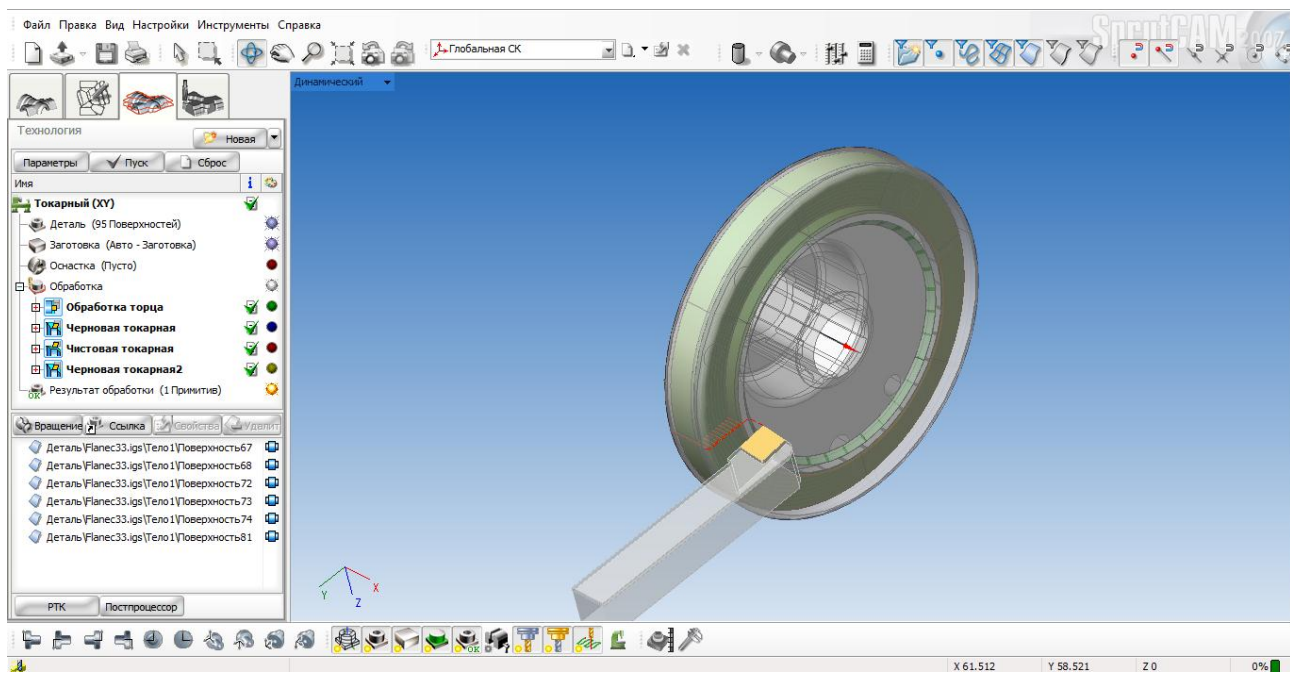 Файл Правка Вид Настройки Инструменты Справка
SprutCAM 2007
Глобальная СК
Динамический
Технология
Новая
Параметры Пуск Сброс
Имя
Токарный (XY)
Деталь (95 Поверхностей)
Заготовка (Авто - Заготовка)
Оснастка (Пусто)
Обработка
Обработка торца
Черновая токарная
Чистовая токарная
Черновая токарная2
Результат обработки (1 Примитив)
Вращение Ссылка Свойства Удалит
Деталь\Flanec33.igs\Тело1\Поверхность67
Деталь\Flanec33.igs\Тело1\Поверхность68
Деталь\Flanec33.igs\Тело1\Поверхность72
Деталь\Flanec33.igs\Тело1\Поверхность73
Деталь\Flanec33.igs\Тело1\Поверхность74
Деталь\Flanec33.igs\Тело1\Поверхность81
Y Z X
РТК Постпроцессор
OK
X 61.512 Y 58.521 Z 0 0%